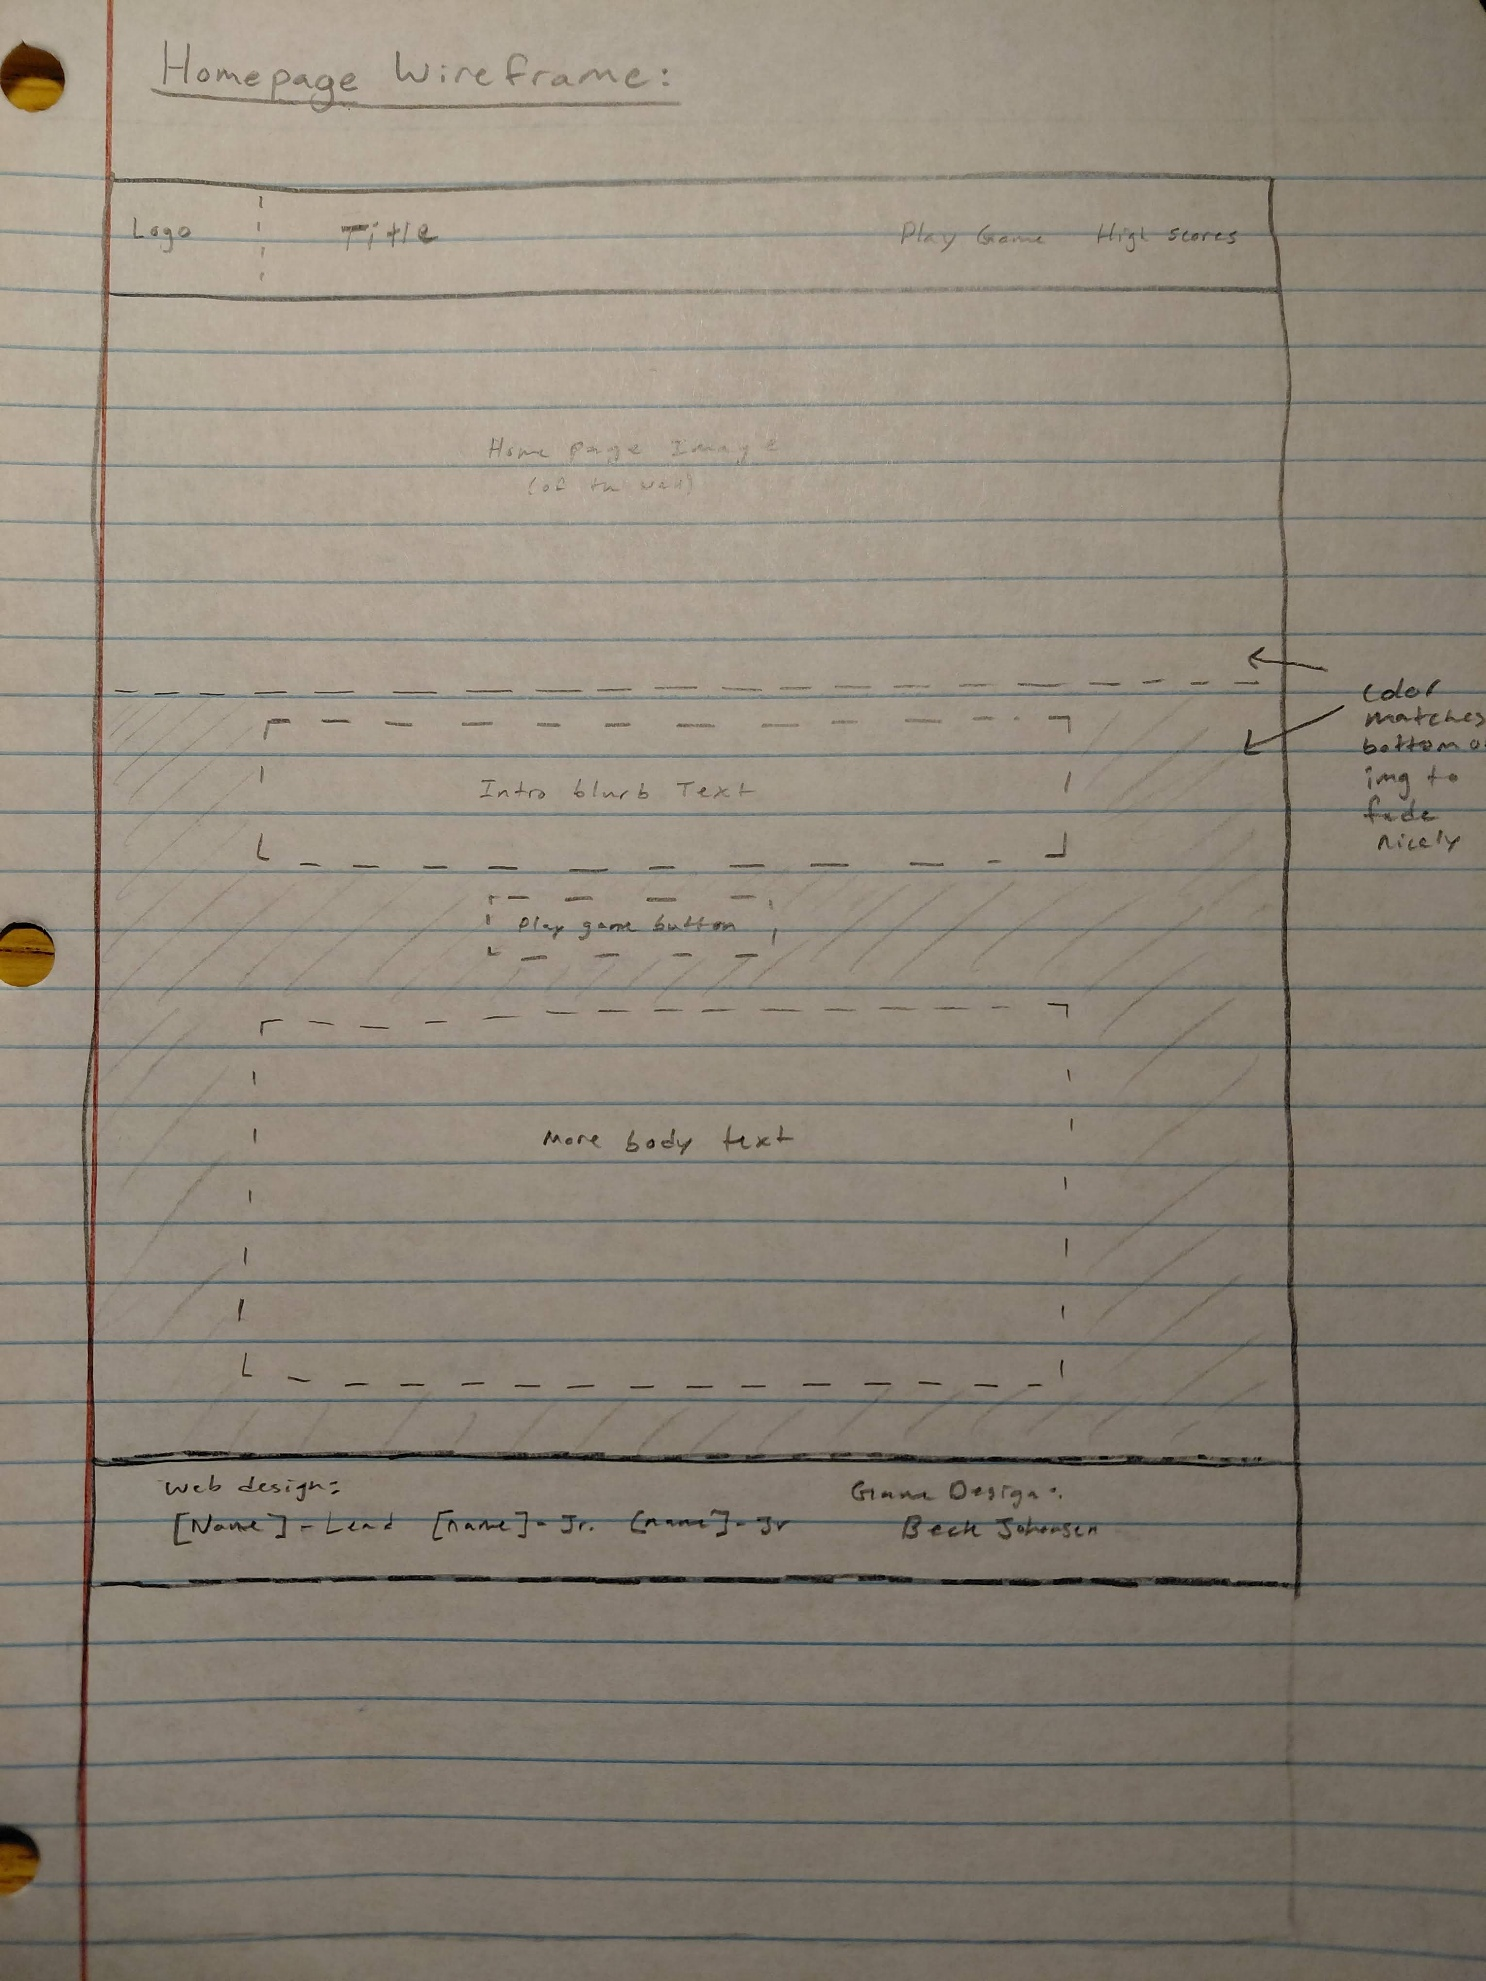 Homepage Wireframe:
Logo Title Play Game High scores
Home page Image
(of the wall)
color
matches
bottom o
img to
fade
nicely
Intro blurb Text
Play game button
More body text
Web design: Game Design:
[Name] - Lead [name] - Jr. [name] - Jr Beck Johansen